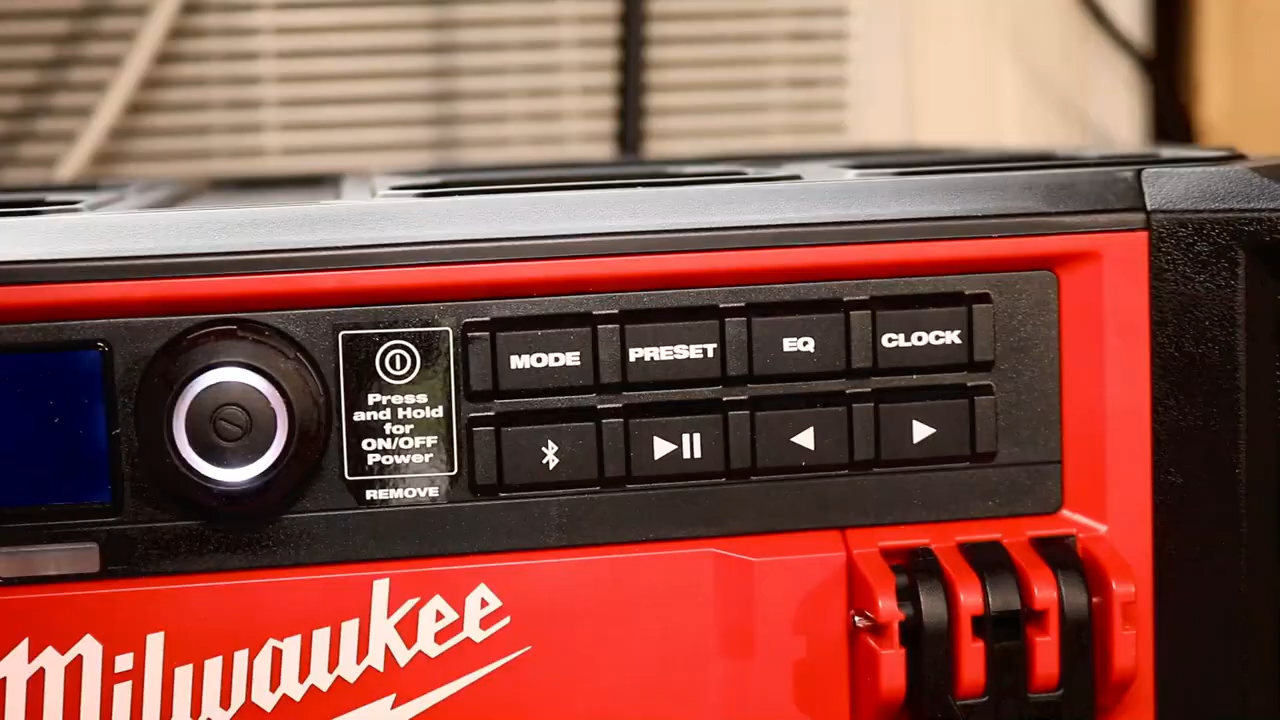 MODE PRESET EQ CLOCK
Press
and Hold
for
ON/OFF
Power
REMOVE
Milwaukee